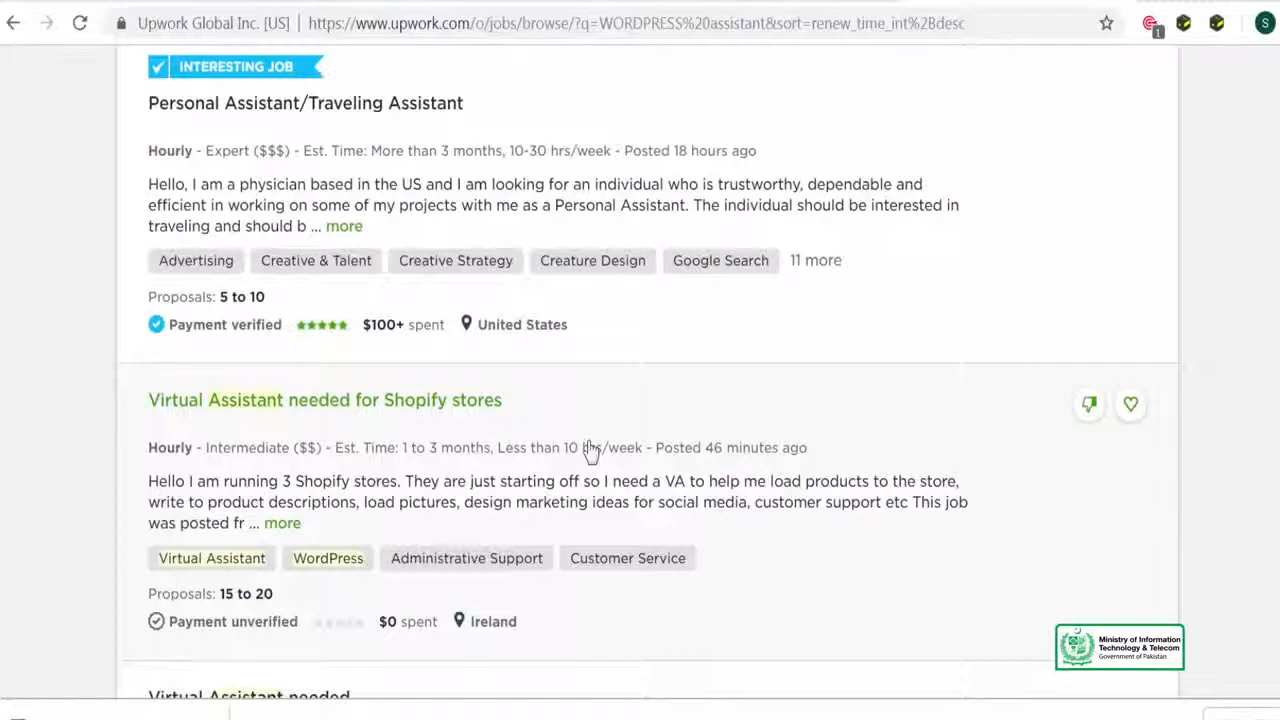 Upwork Global Inc. [US] | https://www.upwork.com/o/jobs/browse/?q=WORDPRESS%20assistant&sort=renew_time_int%2Bdesc
1
S
INTERESTING JOB
Personal Assistant/Traveling Assistant
Hourly - Expert ($$$) - Est. Time: More than 3 months, 10-30 hrs/week - Posted 18 hours ago
Hello, I am a physician based in the US and I am looking for an individual who is trustworthy, dependable and
efficient in working on some of my projects with me as a Personal Assistant. The individual should be interested in
traveling and should b ... more
Advertising Creative & Talent Creative Strategy Creature Design Google Search 11 more
Proposals: 5 to 10
Payment verified $100+ spent United States
Virtual Assistant needed for Shopify stores
Hourly - Intermediate ($$) - Est. Time: 1 to 3 months, Less than 10 hrs/week - Posted 46 minutes ago
Hello I am running 3 Shopify stores. They are just starting off so I need a VA to help me load products to the store,
write to product descriptions, load pictures, design marketing ideas for social media, customer support etc This job
was posted fr ... more
Virtual Assistant WordPress Administrative Support Customer Service
Proposals: 15 to 20
Payment unverified $0 spent Ireland
Ministry of Information
Technology & Telecom
Government of Pakistan
Virtual Assistant needed